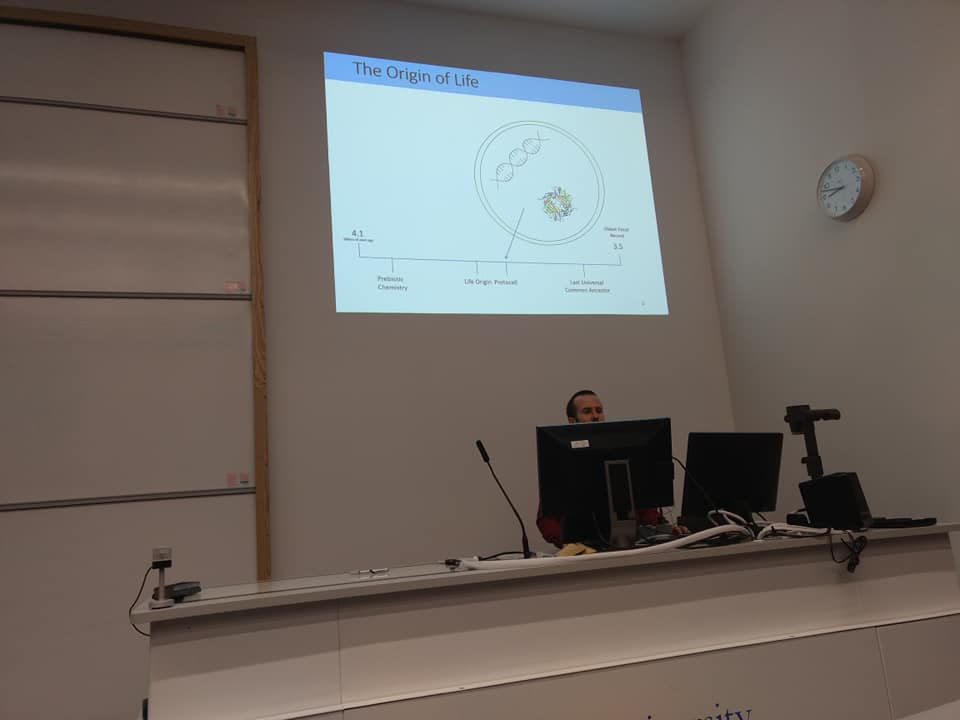 The Origin of Life
4.1
Oldest Fossil
Record
3.5
Prebiotic
Chemistry
Life Origin
Protocell
Last Universal
Common Ancestor